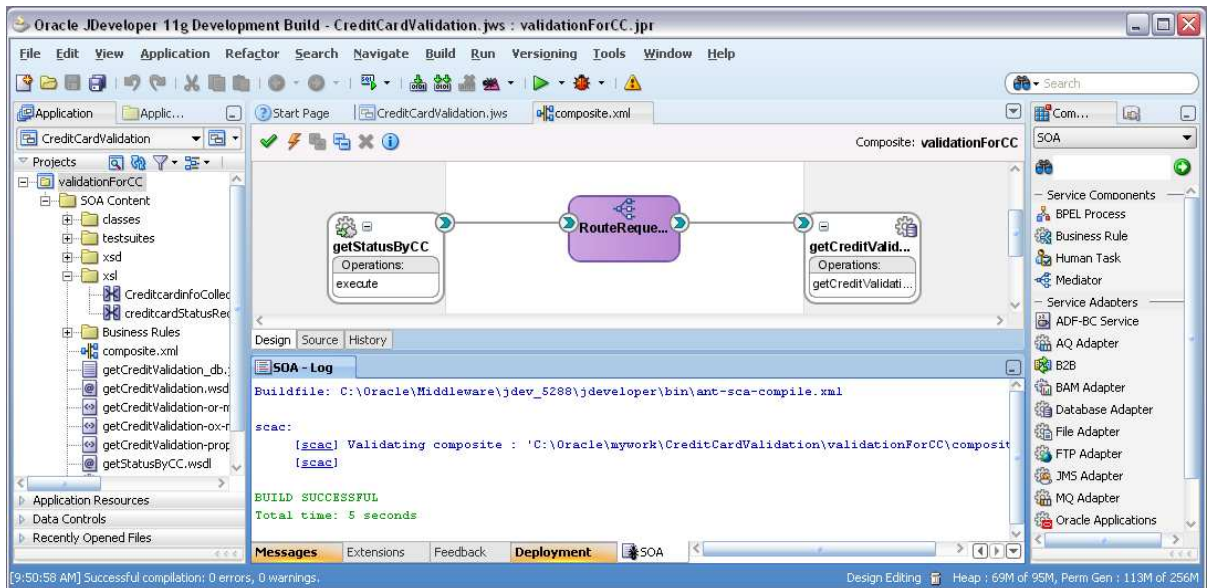 Oracle JDeveloper 11g Development Build - CreditCardValidation.jws : validationForCC.jpr
File Edit View Application Refactor Search Navigate Build Run Versioning Tools Window Help
Search
Application Applic...
Start Page CreditCardValidation.jws composite.xml
Com...
CreditCardValidation
Composite: validationForCC
SOA
Projects
validationForCC
SOA Content
classes
testsuites
xsd
xsl
CreditcardinfoCollec
creditcardStatusRec
Business Rules
composite.xml
getCreditValidation_db.
getCreditValidation.wsd
getCreditValidation-or-m
getCreditValidation-ox-r
getCreditValidation-prop
getStatusByCC.wsdl
Application Resources
Data Controls
Recently Opened Files
getStatusByCC
Operations:
execute
RouteReque...
getCreditValid...
Operations:
getCreditValidati...
Design Source History
SOA - Log
Buildfile: C:\Oracle\Middleware\jdev_5288\jdeveloper\bin\ant-sca-compile.xml
scac:
[scac] Validating composite : 'C:\Oracle\mywork\CreditCardValidation\validationForCC\composit
[scac]
BUILD SUCCESSFUL
Total time: 5 seconds
Messages Extensions Feedback Deployment SOA
Service Components
BPEL Process
Business Rule
Human Task
Mediator
Service Adapters
ADF-BC Service
AQ Adapter
B2B
BAM Adapter
Database Adapter
File Adapter
FTP Adapter
JMS Adapter
MQ Adapter
Oracle Applications
[9:50:58 AM] Successful compilation: 0 errors, 0 warnings.
Design Editing Heap : 69M of 95M, Perm Gen : 113M of 256M